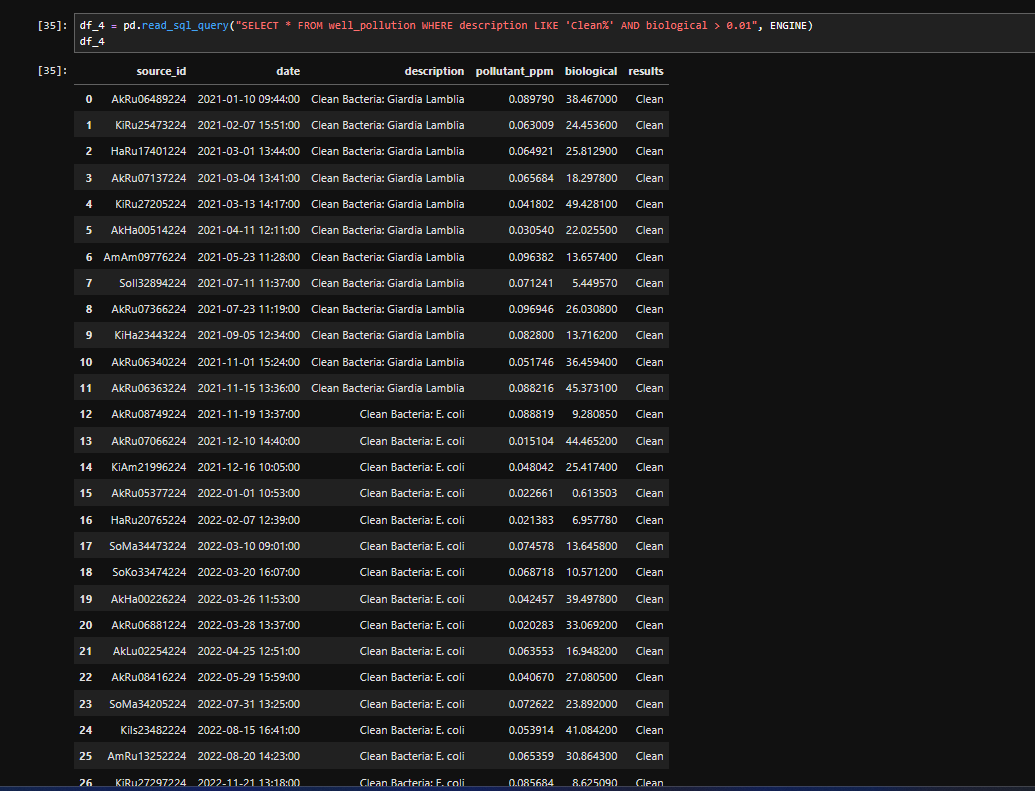 [35]: df_4 = pd.read_sql_query("SELECT * FROM well_pollution WHERE description LIKE 'Clean%' AND biological > 0.01", ENGINE)
df_4
[35]: source_id date description pollutant_ppm biological results
0 AkRu06489224 2021-01-10 09:44:00 Clean Bacteria: Giardia Lamblia 0.089790 38.467000 Clean
1 KiRu25473224 2021-02-07 15:51:00 Clean Bacteria: Giardia Lamblia 0.063009 24.453600 Clean
2 HaRu17401224 2021-03-01 13:44:00 Clean Bacteria: Giardia Lamblia 0.064921 25.812900 Clean
3 AkRu07137224 2021-03-04 13:41:00 Clean Bacteria: Giardia Lamblia 0.065684 18.297800 Clean
4 KiRu27205224 2021-03-13 14:17:00 Clean Bacteria: Giardia Lamblia 0.041802 49.428100 Clean
5 AkHa00514224 2021-04-11 12:11:00 Clean Bacteria: Giardia Lamblia 0.030540 22.025500 Clean
6 AmAm09776224 2021-05-23 11:28:00 Clean Bacteria: Giardia Lamblia 0.096382 13.657400 Clean
7 SoIl32894224 2021-07-11 11:37:00 Clean Bacteria: Giardia Lamblia 0.071241 5.449570 Clean
8 AkRu07366224 2021-07-23 11:19:00 Clean Bacteria: Giardia Lamblia 0.096946 26.030800 Clean
9 KiHa23443224 2021-09-05 12:34:00 Clean Bacteria: Giardia Lamblia 0.082800 13.716200 Clean
10 AkRu06340224 2021-11-01 15:24:00 Clean Bacteria: Giardia Lamblia 0.051746 36.459400 Clean
11 AkRu06363224 2021-11-15 13:36:00 Clean Bacteria: Giardia Lamblia 0.088216 45.373100 Clean
12 AkRu08749224 2021-11-19 13:37:00 Clean Bacteria: E. coli 0.088819 9.280850 Clean
13 AkRu07066224 2021-12-10 14:40:00 Clean Bacteria: E. coli 0.015104 44.465200 Clean
14 KiAm21996224 2021-12-16 10:05:00 Clean Bacteria: E. coli 0.048042 25.417400 Clean
15 AkRu05377224 2022-01-01 10:53:00 Clean Bacteria: E. coli 0.022661 0.613503 Clean
16 HaRu20765224 2022-02-07 12:39:00 Clean Bacteria: E. coli 0.021383 6.957780 Clean
17 SoMa34473224 2022-03-10 09:01:00 Clean Bacteria: E. coli 0.074578 13.645800 Clean
18 SoKo33474224 2022-03-20 16:07:00 Clean Bacteria: E. coli 0.068718 10.571200 Clean
19 AkHa00226224 2022-03-26 11:53:00 Clean Bacteria: E. coli 0.042457 39.497800 Clean
20 AkRu06881224 2022-03-28 13:37:00 Clean Bacteria: E. coli 0.020283 33.069200 Clean
21 AkLu02254224 2022-04-25 12:51:00 Clean Bacteria: E. coli 0.063553 16.948200 Clean
22 AkRu08416224 2022-05-29 15:59:00 Clean Bacteria: E. coli 0.040670 27.080500 Clean
23 SoMa34205224 2022-07-31 13:25:00 Clean Bacteria: E. coli 0.072622 23.892000 Clean
24 KiIs23482224 2022-08-15 16:41:00 Clean Bacteria: E. coli 0.053914 41.084200 Clean
25 AmRu13252224 2022-08-20 14:23:00 Clean Bacteria: E. coli 0.065359 30.864300 Clean
26 KiRu27297224 2022-11-21 13:18:00 Clean Bacteria: E. coli 0.085684 8.625090 Clean